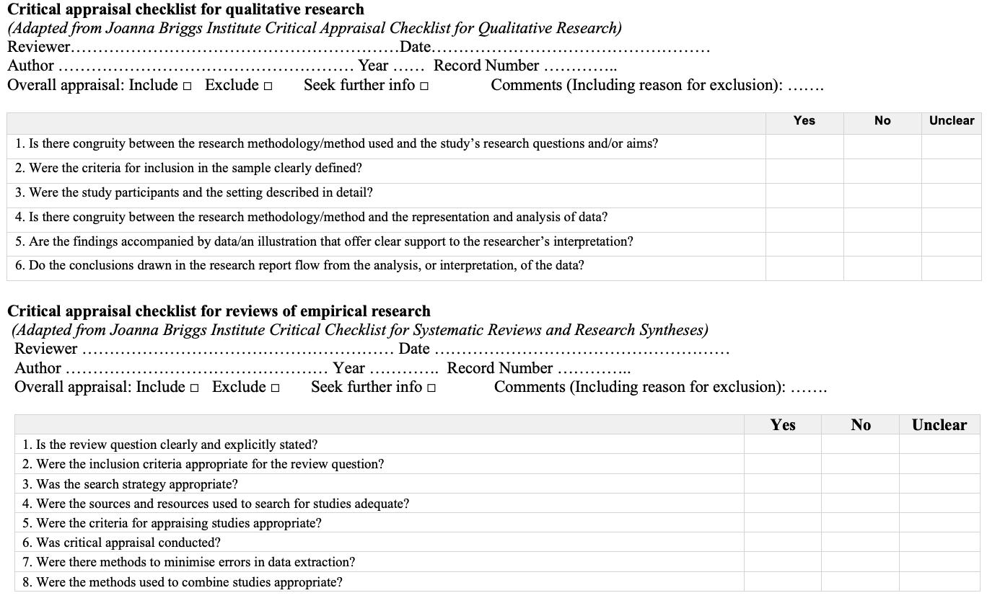 Critical appraisal checklist for qualitative research
(Adapted from Joanna Briggs Institute Critical Appraisal Checklist for Qualitative Research)
Reviewer……………………………………………………Date……………………………………………
Author ………………………………………………. Year …… Record Number …………..
Overall appraisal: Include □ Exclude □ Seek further info □ Comments (Including reason for exclusion): …….
Yes No Unclear
1. Is there congruity between the research methodology/method used and the study’s research questions and/or aims?
2. Were the criteria for inclusion in the sample clearly defined?
3. Were the study participants and the setting described in detail?
4. Is there congruity between the research methodology/method and the representation and analysis of data?
5. Are the findings accompanied by data/an illustration that offer clear support to the researcher’s interpretation?
6. Do the conclusions drawn in the research report flow from the analysis, or interpretation, of the data?
Critical appraisal checklist for reviews of empirical research
(Adapted from Joanna Briggs Institute Critical Checklist for Systematic Reviews and Research Syntheses)
Reviewer …………………………………………………. Date ……………………………………………….
Author …………………………………………. Year …………. Record Number …………..
Overall appraisal: Include □ Exclude □ Seek further info □ Comments (Including reason for exclusion): …….
Yes No Unclear
1. Is the review question clearly and explicitly stated?
2. Were the inclusion criteria appropriate for the review question?
3. Was the search strategy appropriate?
4. Were the sources and resources used to search for studies adequate?
5. Were the criteria for appraising studies appropriate?
6. Was critical appraisal conducted?
7. Were there methods to minimise errors in data extraction?
8. Were the methods used to combine studies appropriate?